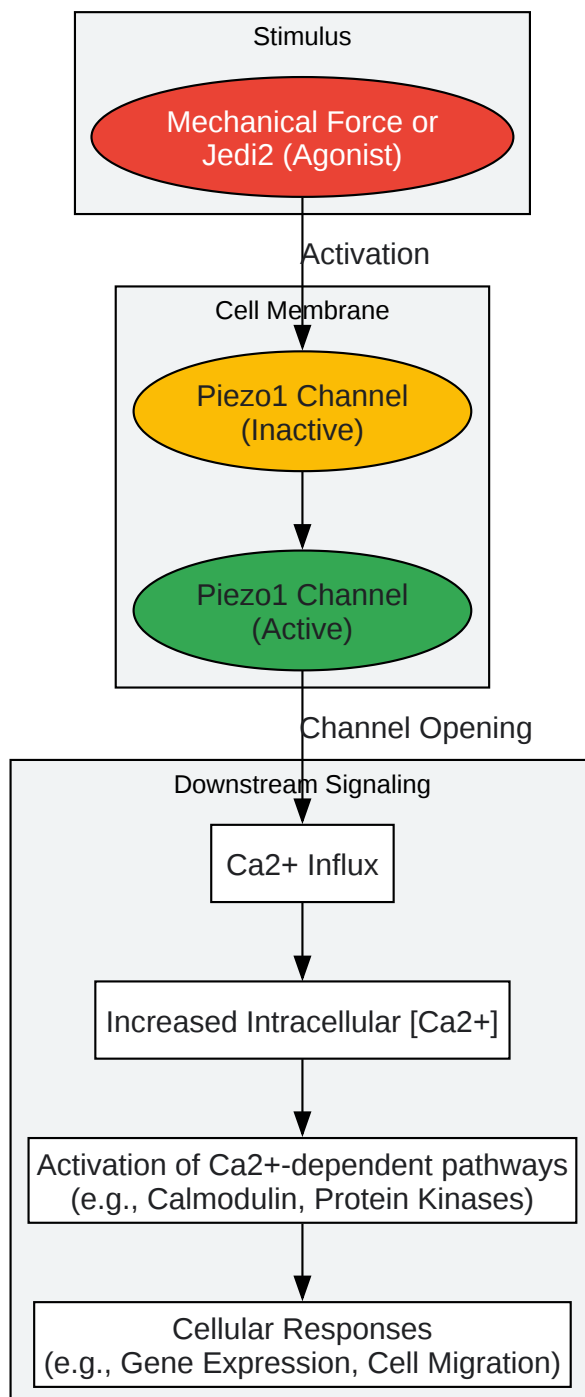 Stimulus
Mechanical Force or
Jedi2 (Agonist)
Activation
Cell Membrane
Piezo1 Channel
(Inactive)
Piezo1 Channel
(Active)
Channel Opening
Downstream Signaling
Ca2+ Influx
Increased Intracellular [Ca2+]
Activation of Ca2+-dependent pathways
(e.g., Calmodulin, Protein Kinases)
Cellular Responses
(e.g., Gene Expression, Cell Migration)